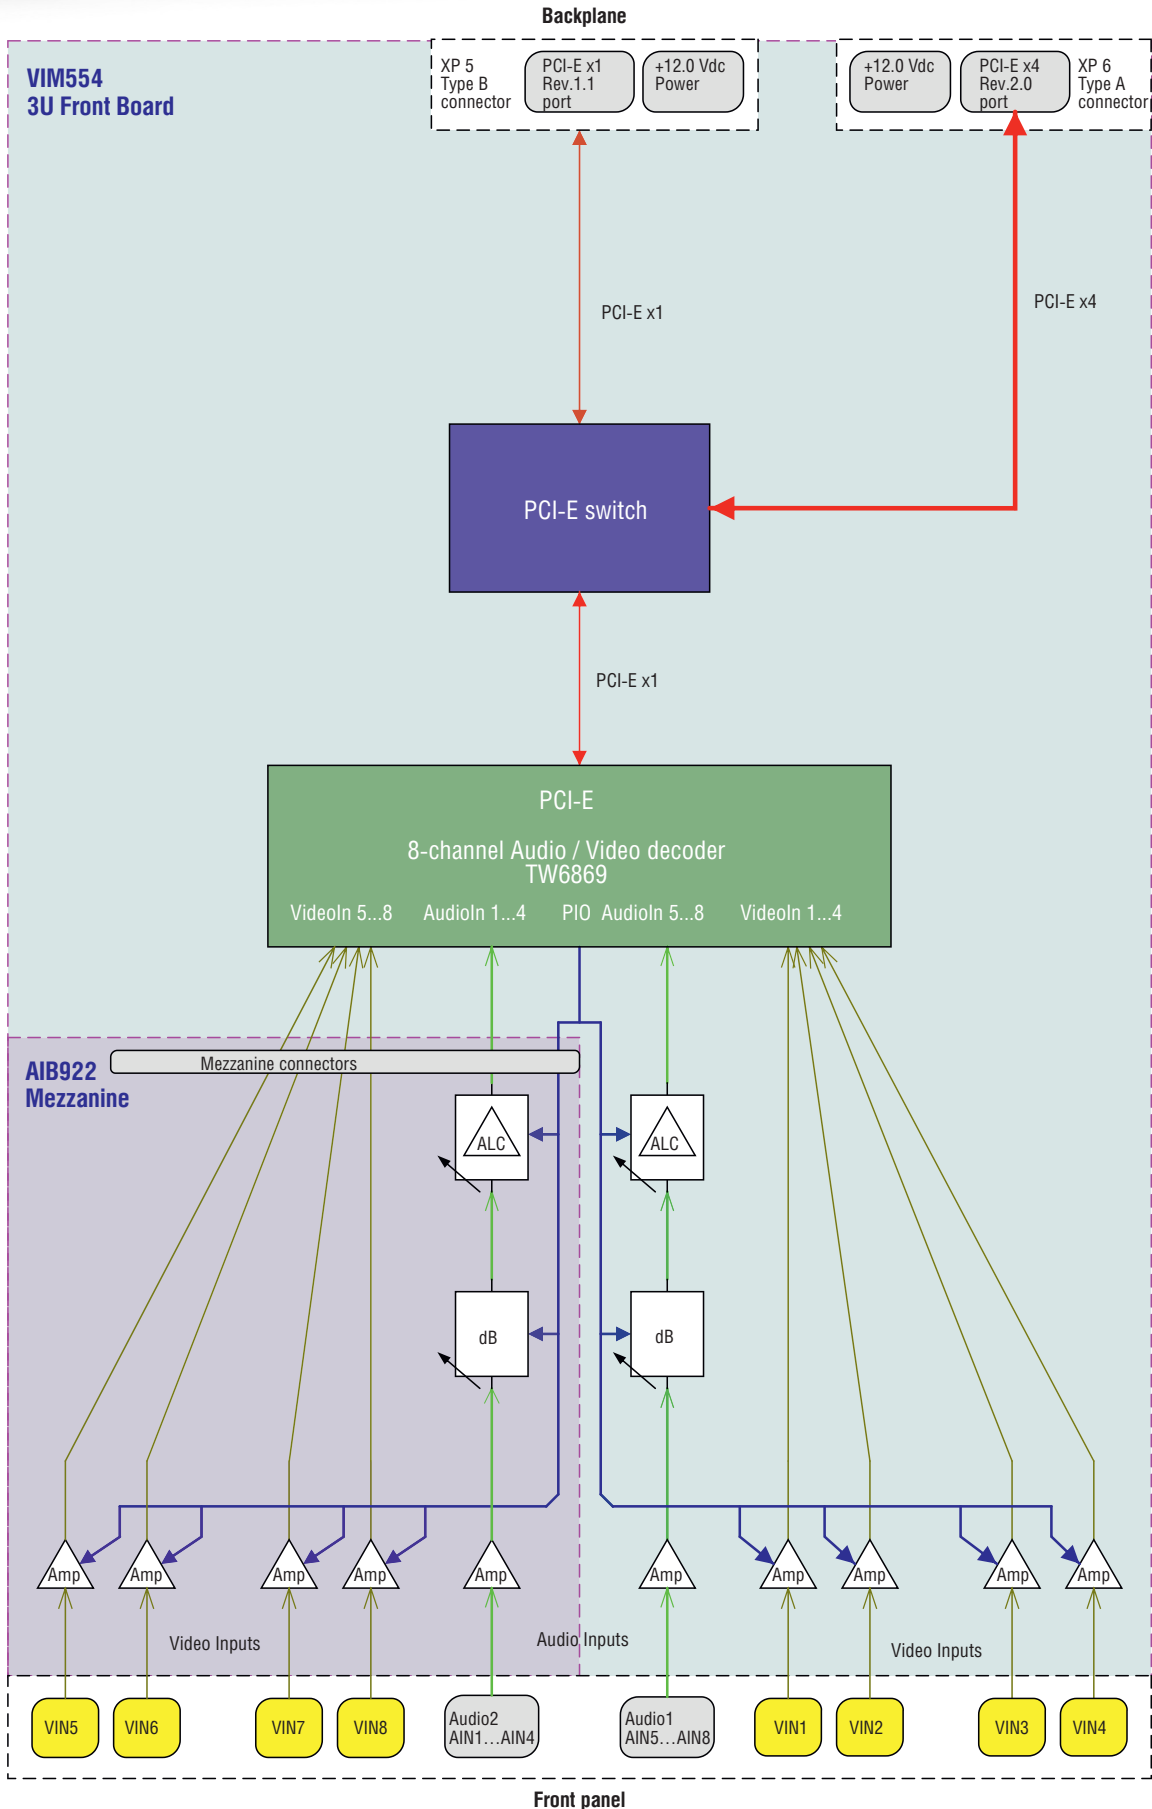 Backplane
VIM554
3U Front Board
XP 5
Type B
connector
PCI-E x1
Rev.1.1
port
+12.0 Vdc
Power
+12.0 Vdc
Power
PCI-E x4
Rev.2.0
port
XP 6
Type A
connector
PCI-E x1
PCI-E x4
PCI-E switch
PCI-E x1
PCI-E
8-channel Audio / Video decoder
TW6869
VideoIn 5...8
AudioIn 1...4
PIO
AudioIn 5...8
VideoIn 1...4
AIB922
Mezzanine
Mezzanine connectors
ALC
ALC
dB
dB
Amp
Amp
Amp
Amp
Amp
Amp
Amp
Amp
Amp
Amp
Video Inputs
Audio Inputs
Video Inputs
VIN5
VIN6
VIN7
VIN8
Audio2
AIN1...AIN4
Audio1
AIN5...AIN8
VIN1
VIN2
VIN3
VIN4
Front panel